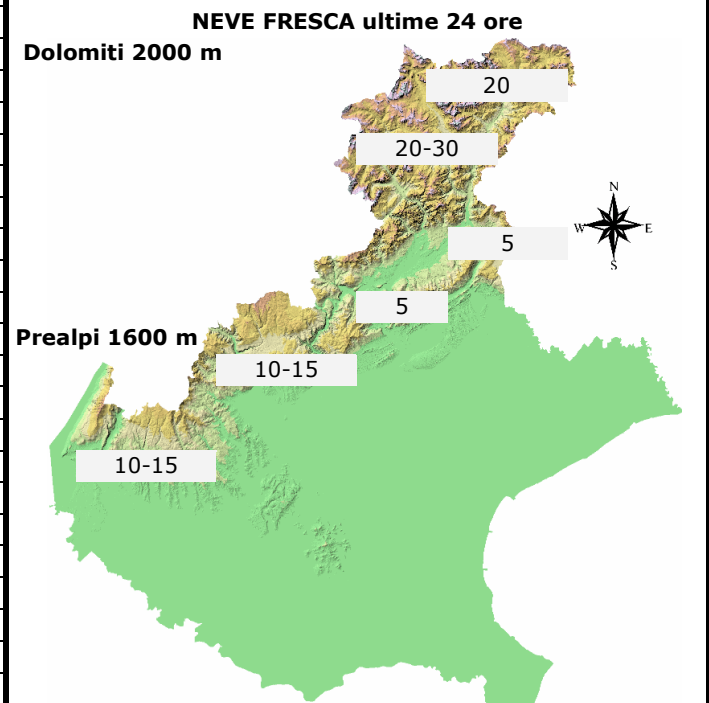 NEVE FRESCA ultime 24 ore
Dolomiti 2000 m
20
20-30
N
W E
S
5
5
Prealpi 1600 m
10-15
10-15